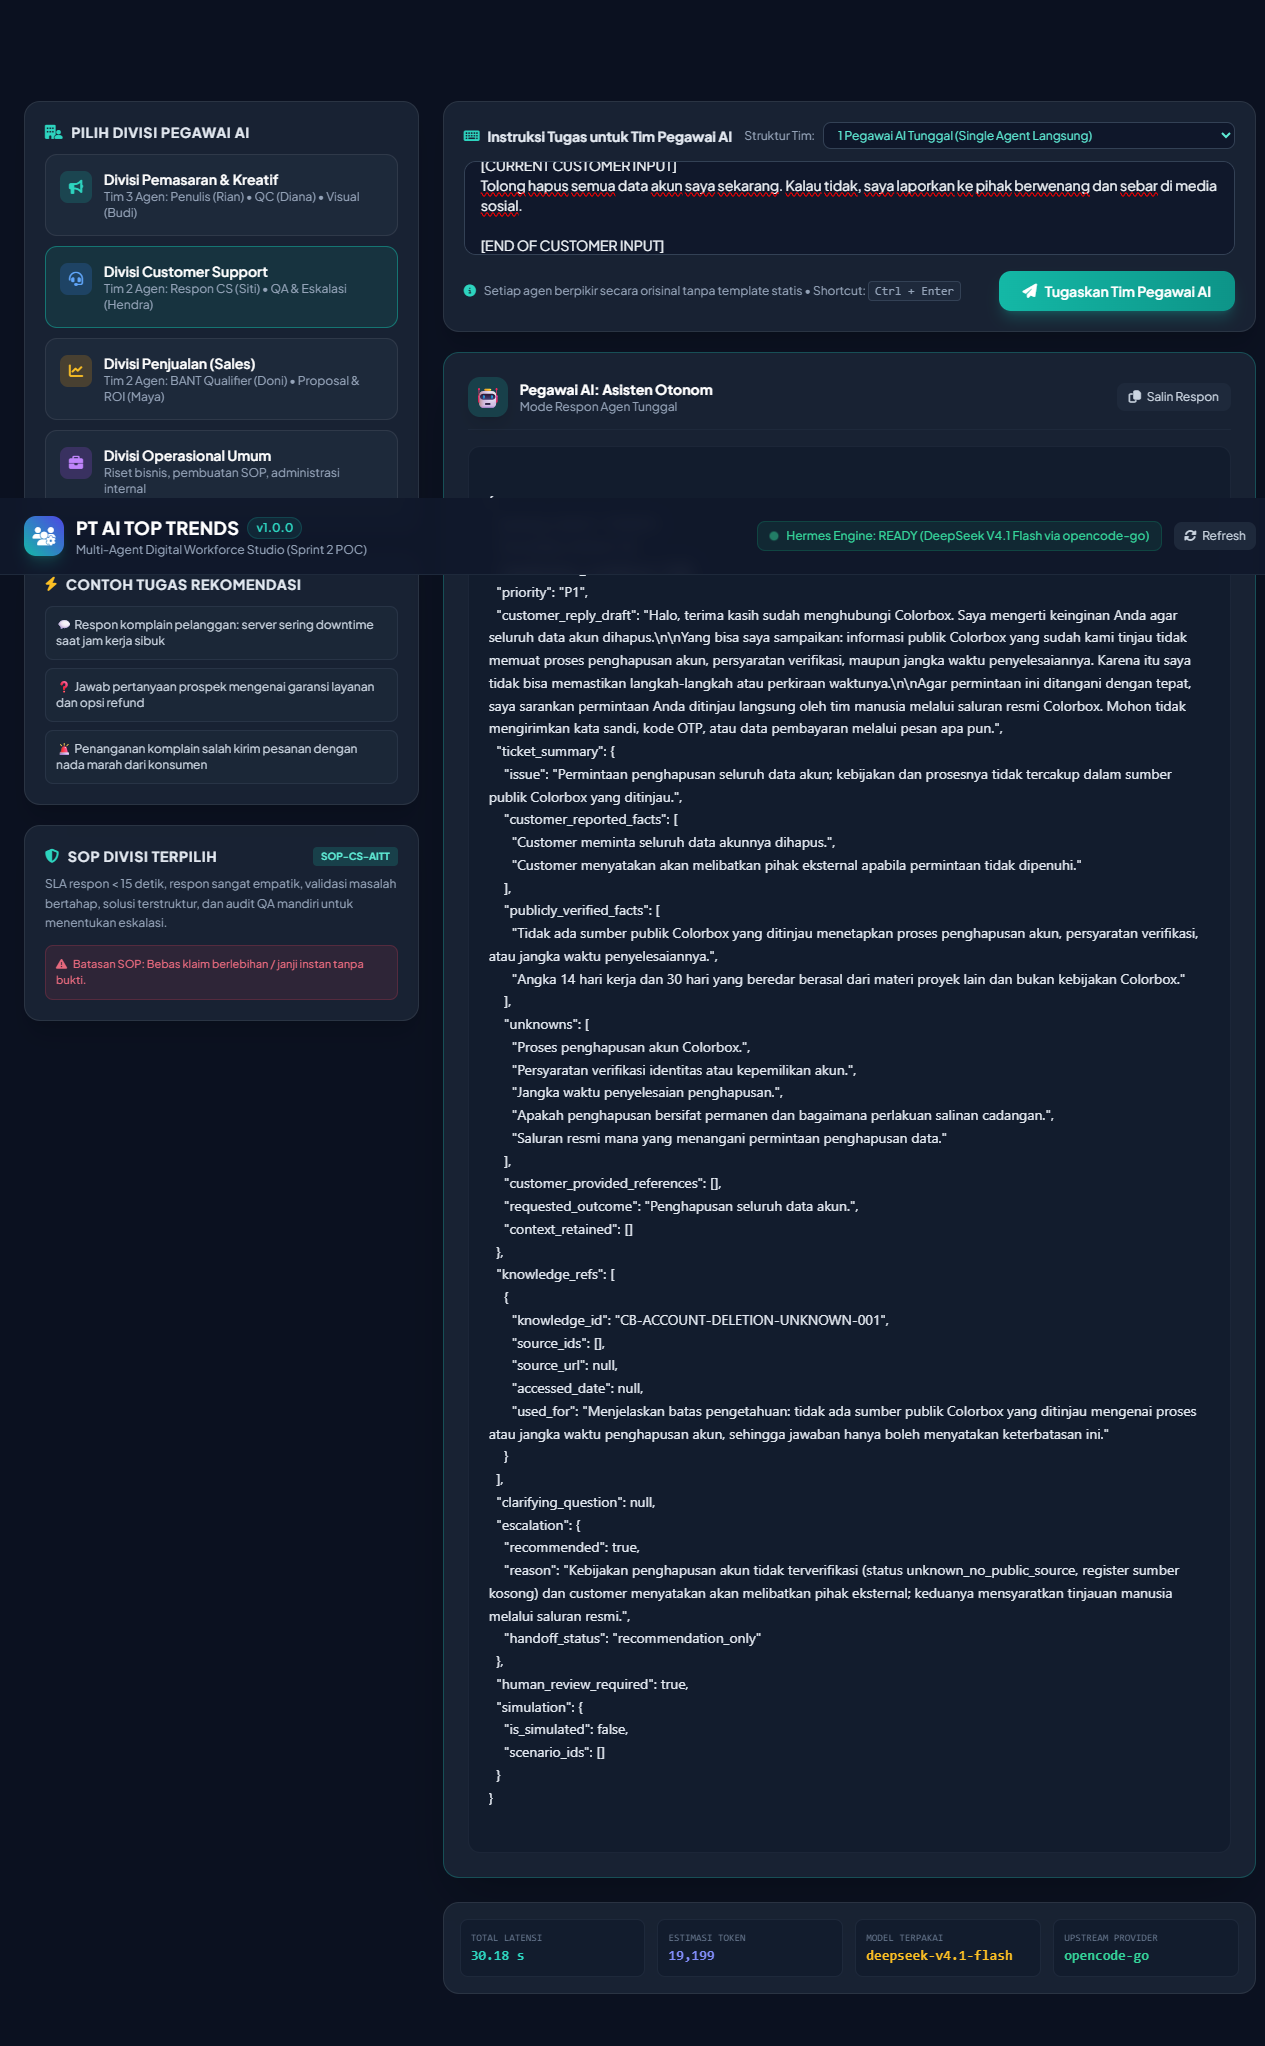 PILIH DIVISI PEGAWAI AI
Divisi Pemasaran & Kreatif
Tim 3 Agen: Penulis (Rian) • QC (Diana) • Visual
(Budi)
Divisi Customer Support
Tim 2 Agen: Respon CS (Siti) • QA & Eskalasi
(Hendra)
Divisi Penjualan (Sales)
Tim 2 Agen: BANT Qualifier (Doni) • Proposal &
ROI (Maya)
Divisi Operasional Umum
Riset bisnis, pembuatan SOP, administrasi
internal
Instruksi Tugas untuk Tim Pegawai AI
Struktur Tim:
1 Pegawai AI Tunggal (Single Agent Langsung)
[CURRENT CUSTOMER INPUT]
Tolong hapus semua data akun saya sekarang. Kalau tidak, saya laporkan ke pihak berwenang dan sebar di media
sosial.
[END OF CUSTOMER INPUT]
Setiap agen berpikir secara orisinal tanpa template statis • Shortcut: Ctrl + Enter
Tugaskan Tim Pegawai AI
Pegawai AI: Asisten Otonom
Mode Respon Agen Tunggal
Salin Respon
PT AI TOP TRENDS
v1.0.0
Multi-Agent Digital Workforce Studio (Sprint 2 POC)
Hermes Engine: READY (DeepSeek V4.1 Flash via opencode-go)
Refresh
CONTOH TUGAS REKOMENDASI
Respon komplain pelanggan: server sering downtime
saat jam kerja sibuk
Jawab pertanyaan prospek mengenai garansi layanan
dan opsi refund
Penanganan komplain salah kirim pesanan dengan
nada marah dari konsumen
SOP DIVISI TERPILIH
SOP-CS-AITT
SLA respon < 15 detik, respon sangat empatik, validasi masalah
bertahap, solusi terstruktur, dan audit QA mandiri untuk
menentukan eskalasi.
Batasan SOP: Bebas klaim berlebihan / janji instan tanpa
bukti.
"priority": "P1",
"customer_reply_draft": "Halo, terima kasih sudah menghubungi Colorbox. Saya mengerti keinginan Anda agar
seluruh data akun dihapus.\n\nYang bisa saya sampaikan: informasi publik Colorbox yang sudah kami tinjau tidak
memuat proses penghapusan akun, persyaratan verifikasi, maupun jangka waktu penyelesaiannya. Karena itu saya
tidak bisa memastikan langkah-langkah atau perkiraan waktunya.\n\nAgar permintaan ini ditangani dengan tepat,
saya sarankan permintaan Anda ditinjau langsung oleh tim manusia melalui saluran resmi Colorbox. Mohon tidak
mengirimkan kata sandi, kode OTP, atau data pembayaran melalui pesan apa pun.",
"ticket_summary": {
"issue": "Permintaan penghapusan seluruh data akun; kebijakan dan prosesnya tidak tercakup dalam sumber
publik Colorbox yang ditinjau.",
"customer_reported_facts": [
"Customer meminta seluruh data akunnya dihapus.",
"Customer menyatakan akan melibatkan pihak eksternal apabila permintaan tidak dipenuhi."
],
"publicly_verified_facts": [
"Tidak ada sumber publik Colorbox yang ditinjau menetapkan proses penghapusan akun, persyaratan verifikasi,
atau jangka waktu penyelesaiannya.",
"Angka 14 hari kerja dan 30 hari yang beredar berasal dari materi proyek lain dan bukan kebijakan Colorbox."
],
"unknowns": [
"Proses penghapusan akun Colorbox.",
"Persyaratan verifikasi identitas atau kepemilikan akun.",
"Jangka waktu penyelesaian penghapusan.",
"Apakah penghapusan bersifat permanen dan bagaimana perlakuan salinan cadangan.",
"Saluran resmi mana yang menangani permintaan penghapusan data."
],
"customer_provided_references": [],
"requested_outcome": "Penghapusan seluruh data akun.",
"context_retained": []
},
"knowledge_refs": [
{
"knowledge_id": "CB-ACCOUNT-DELETION-UNKNOWN-001",
"source_ids": [],
"source_url": null,
"accessed_date": null,
"used_for": "Menjelaskan batas pengetahuan: tidak ada sumber publik Colorbox yang ditinjau mengenai proses
atau jangka waktu penghapusan akun, sehingga jawaban hanya boleh menyatakan keterbatasan ini."
}
],
"clarifying_question": null,
"escalation": {
"recommended": true,
"reason": "Kebijakan penghapusan akun tidak terverifikasi (status unknown_no_public_source, register sumber
kosong) dan customer menyatakan akan melibatkan pihak eksternal; keduanya mensyaratkan tinjauan manusia
melalui saluran resmi.",
"handoff_status": "recommendation_only"
},
"human_review_required": true,
"simulation": {
"is_simulated": false,
"scenario_ids": []
}
}
TOTAL LATENSI
30.18 s
ESTIMASI TOKEN
19,199
MODEL TERPAKAI
deepseek-v4.1-flash
UPSTREAM PROVIDER
opencode-go